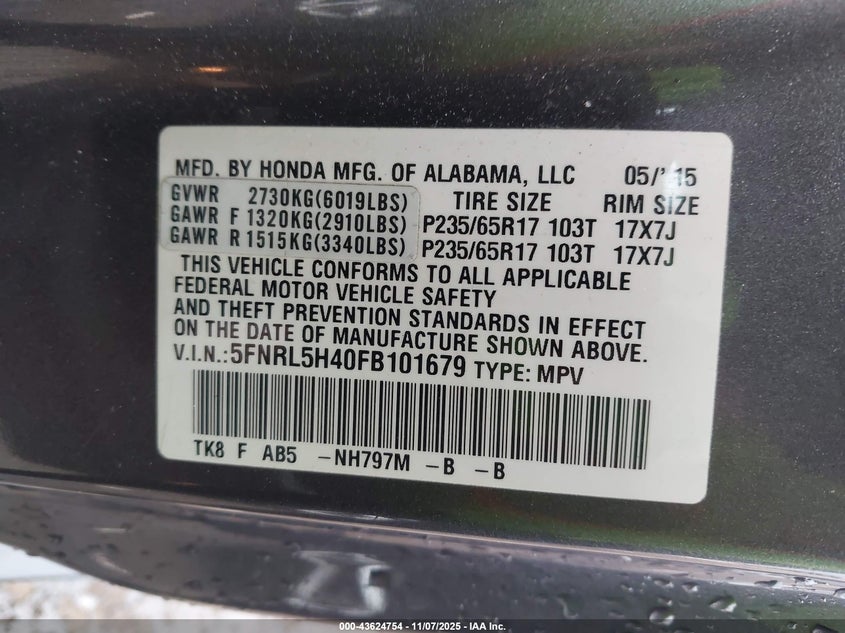 MFD. BY HONDA MFG. OF ALABAMA, LLC 05/'15
GVWR 2730KG(6019LBS) TIRE SIZE RIM SIZE
GAWR F 1320KG(2910LBS) P235/65R17 103T 17X7J
GAWR R 1515KG(3340LBS) P235/65R17 103T 17X7J
THIS VEHICLE CONFORMS TO ALL APPLICABLE
FEDERAL MOTOR VEHICLE SAFETY
AND THEFT PREVENTION STANDARDS IN EFFECT
ON THE DATE OF MANUFACTURE SHOWN ABOVE.
V.I.N.: 5FNRL5H40FB101679 TYPE: MPV
TK8 F AB5 -NH797M -B -B
000-43624754 — 11/07/2025 — IAA Inc.